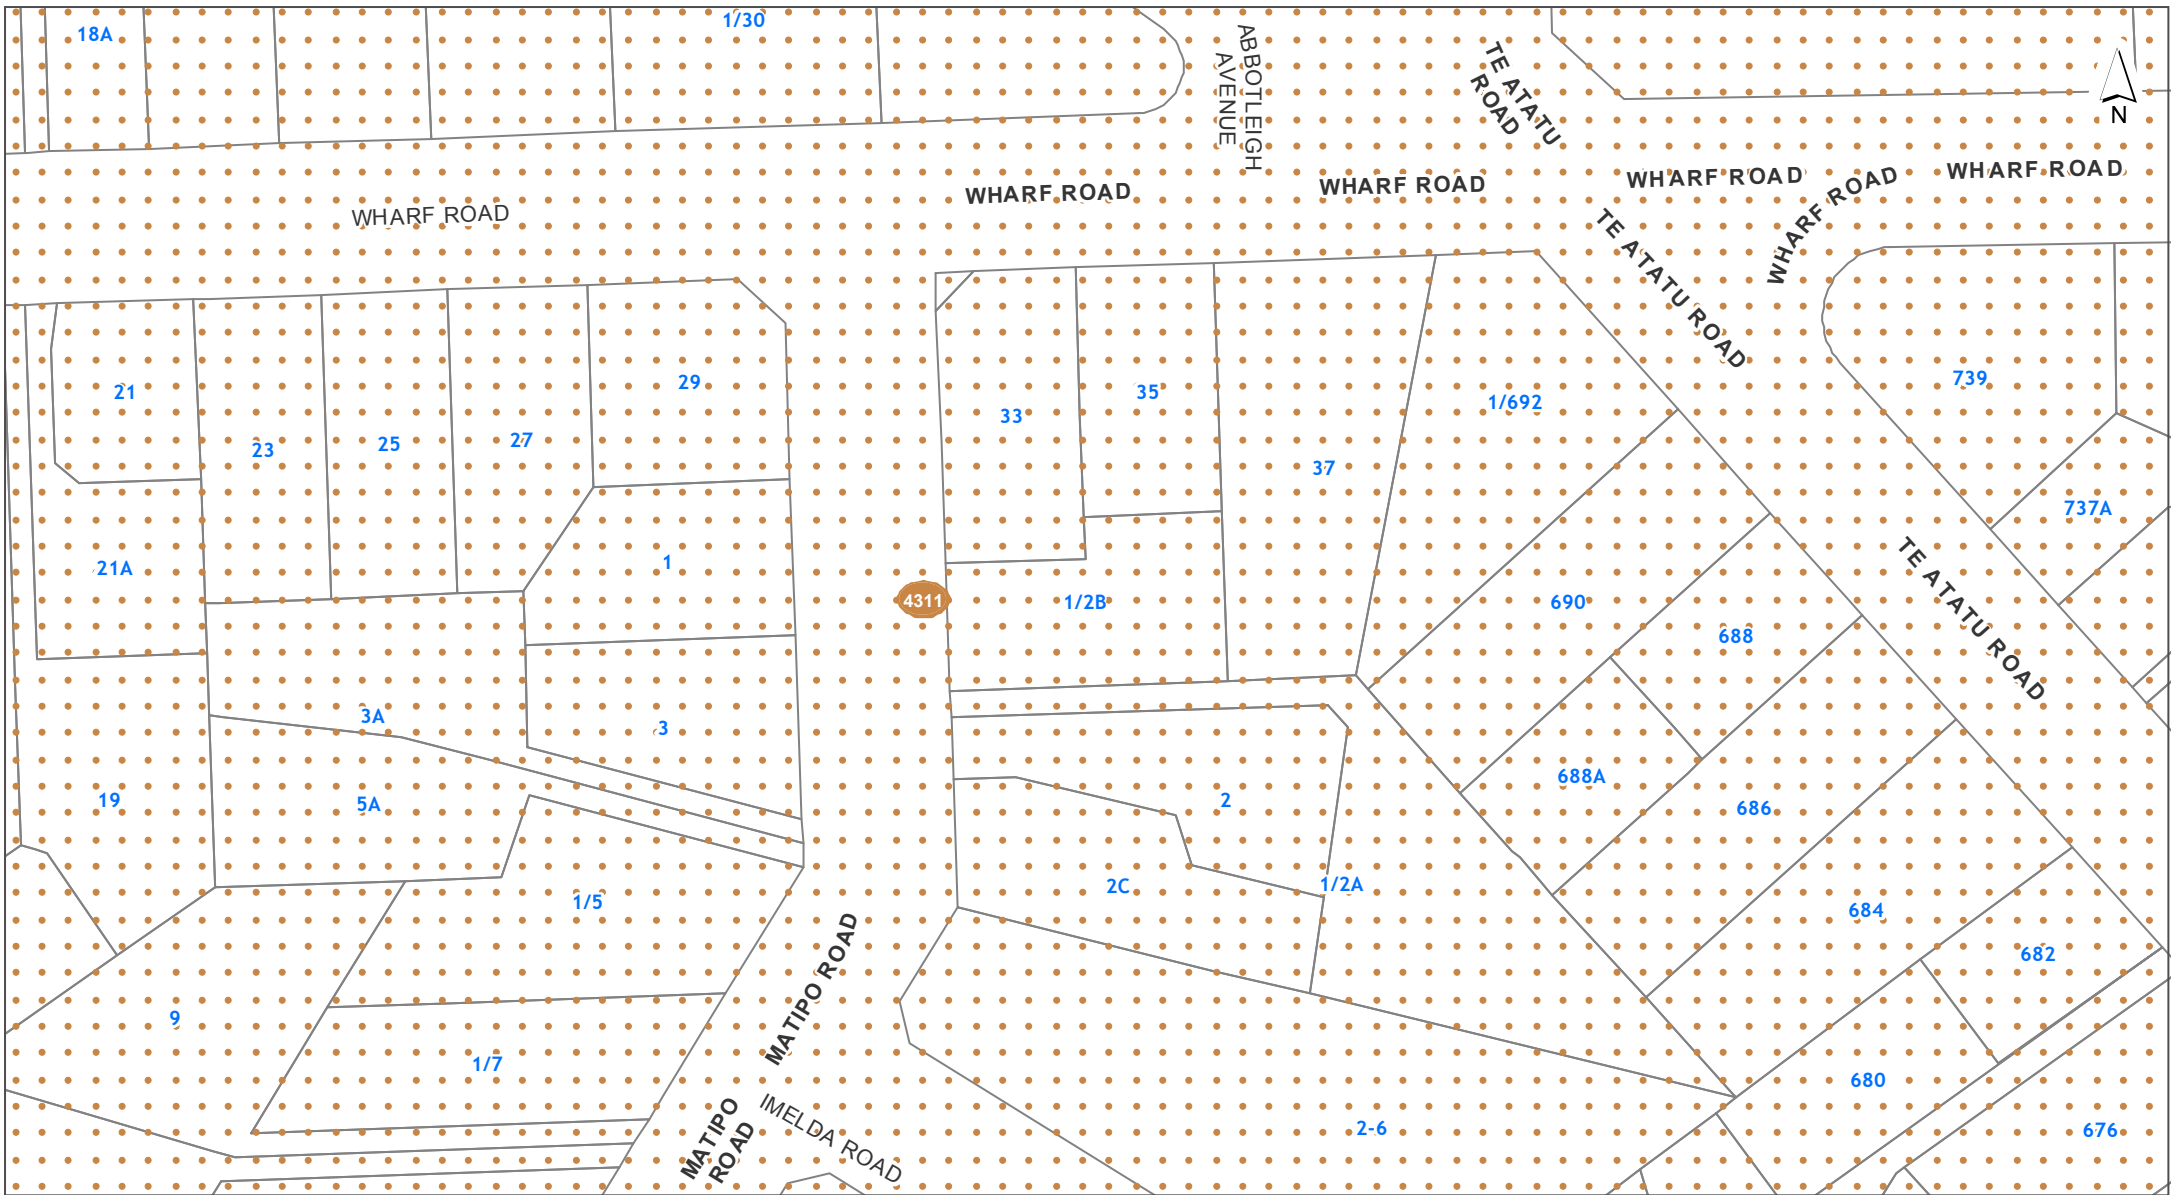 18A
1/30
ABBOTLEIGH
AVENUE
TE ATATU
ROAD
N
WHARF ROAD
WHARF ROAD
WHARF ROAD
WHARF ROAD
WHARF ROAD
WHARF ROAD
TE ATATU ROAD
21
23
25
27
29
33
35
37
1/692
739
737A
21A
1
4311
1/2B
690
688
TE ATATU ROAD
3A
3
19
5A
2
688A
686
1/5
2C
1/2A
684
682
MATIPO ROAD
9
1/7
MATIPO
ROAD
IMELDA ROAD
2-6
680
676